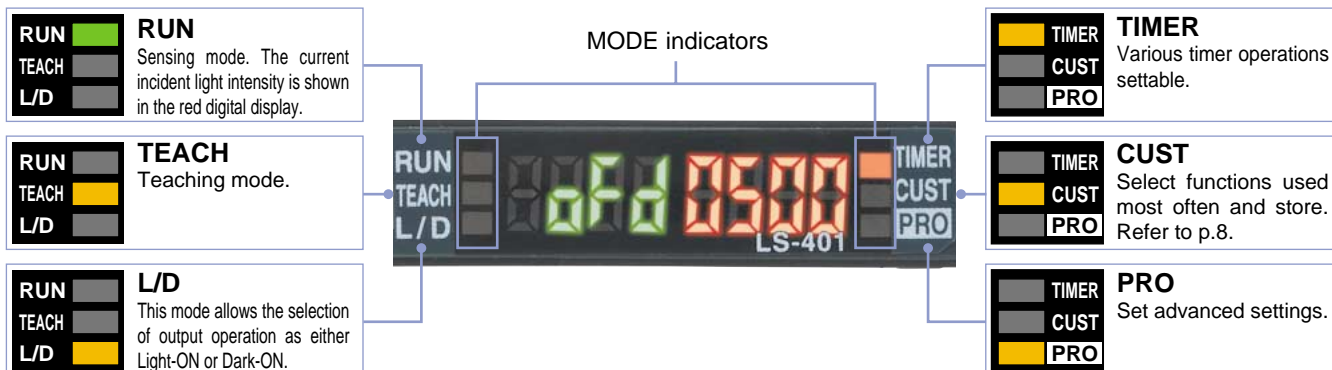 RUN
TEACH
L/D
RUN
Sensing mode. The current
incident light intensity is shown
in the red digital display.
RUN
TEACH
L/D
TEACH
Teaching mode.
RUN
TEACH
L/D
L/D
This mode allows the selection
of output operation as either
Light-ON or Dark-ON.
MODE indicators
RUN
TEACH
L/D
oFd 0500
TIMER
CUST
PRO
LS-401
TIMER
CUST
PRO
TIMER
Various timer operations
settable.
TIMER
CUST
PRO
CUST
Select functions used
most often and store.
Refer to p.8.
TIMER
CUST
PRO
PRO
Set advanced settings.